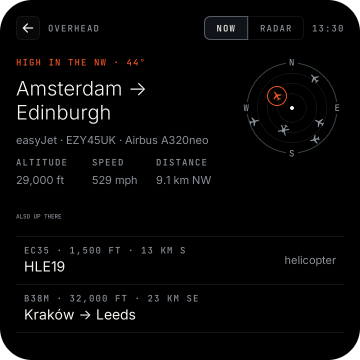 ← OVERHEAD NOW RADAR 13:30
HIGH IN THE NW · 44°
Amsterdam →
Edinburgh
easyJet · EZY45UK · Airbus A320neo
ALTITUDE SPEED DISTANCE
29,000 ft 529 mph 9.1 km NW
N
W E
S
ALSO UP THERE
EC35 · 1,500 FT · 13 KM S
HLE19 helicopter
B38M · 32,000 FT · 23 KM SE
Kraków → Leeds